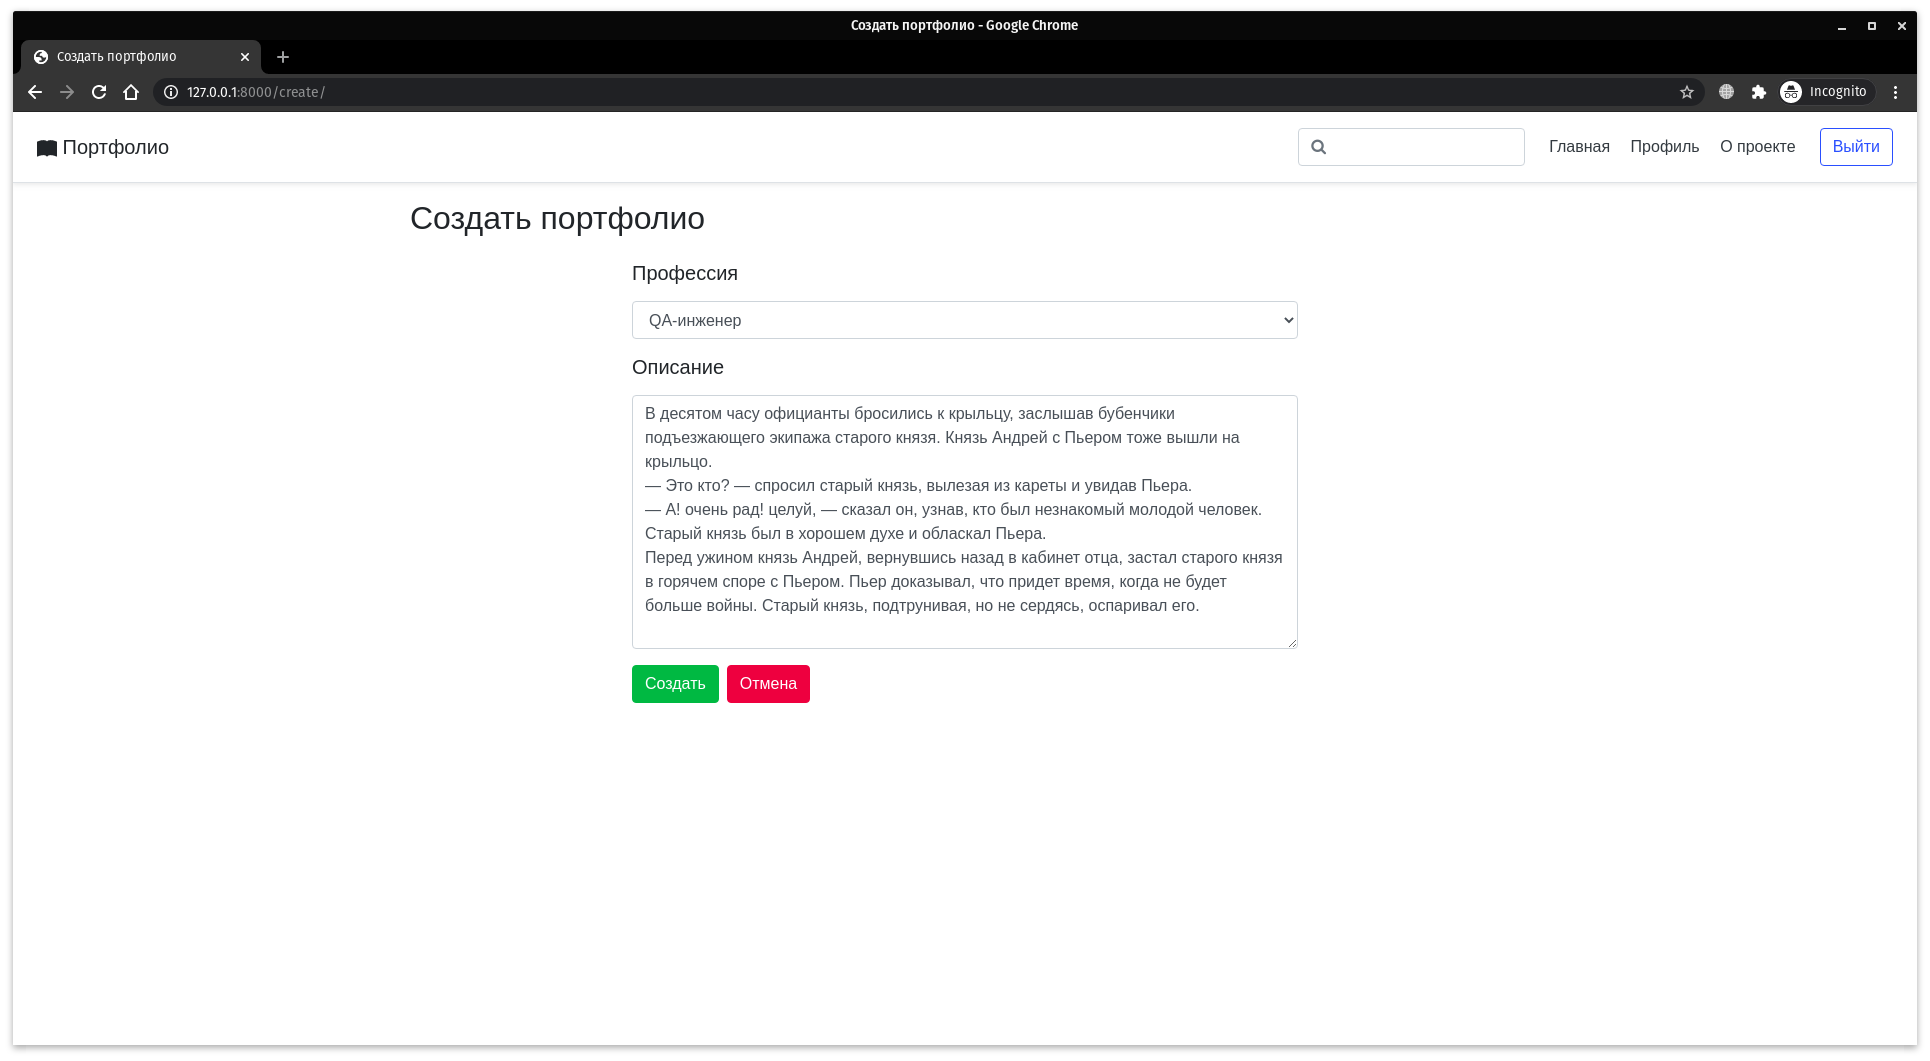 Создать портфолио - Google Chrome
Создать портфолио
127.0.0.1:8000/create/
Incognito
Портфолио
Главная
Профиль
О проекте
Выйти
Создать портфолио
Профессия
QA-инженер
Описание
В десятом часу официанты бросились к крыльцу, заслышав бубенчики
подъезжающего экипажа старого князя. Князь Андрей с Пьером тоже вышли на
крыльцо.
— Это кто? — спросил старый князь, вылезая из кареты и увидав Пьера.
— А! очень рад! целуй, — сказал он, узнав, кто был незнакомый молодой человек.
Старый князь был в хорошем духе и обласкал Пьера.
Перед ужином князь Андрей, вернувшись назад в кабинет отца, застал старого князя
в горячем споре с Пьером. Пьер доказывал, что придет время, когда не будет
больше войны. Старый князь, подтрунивая, но не сердясь, оспаривал его.
Создать
Отмена